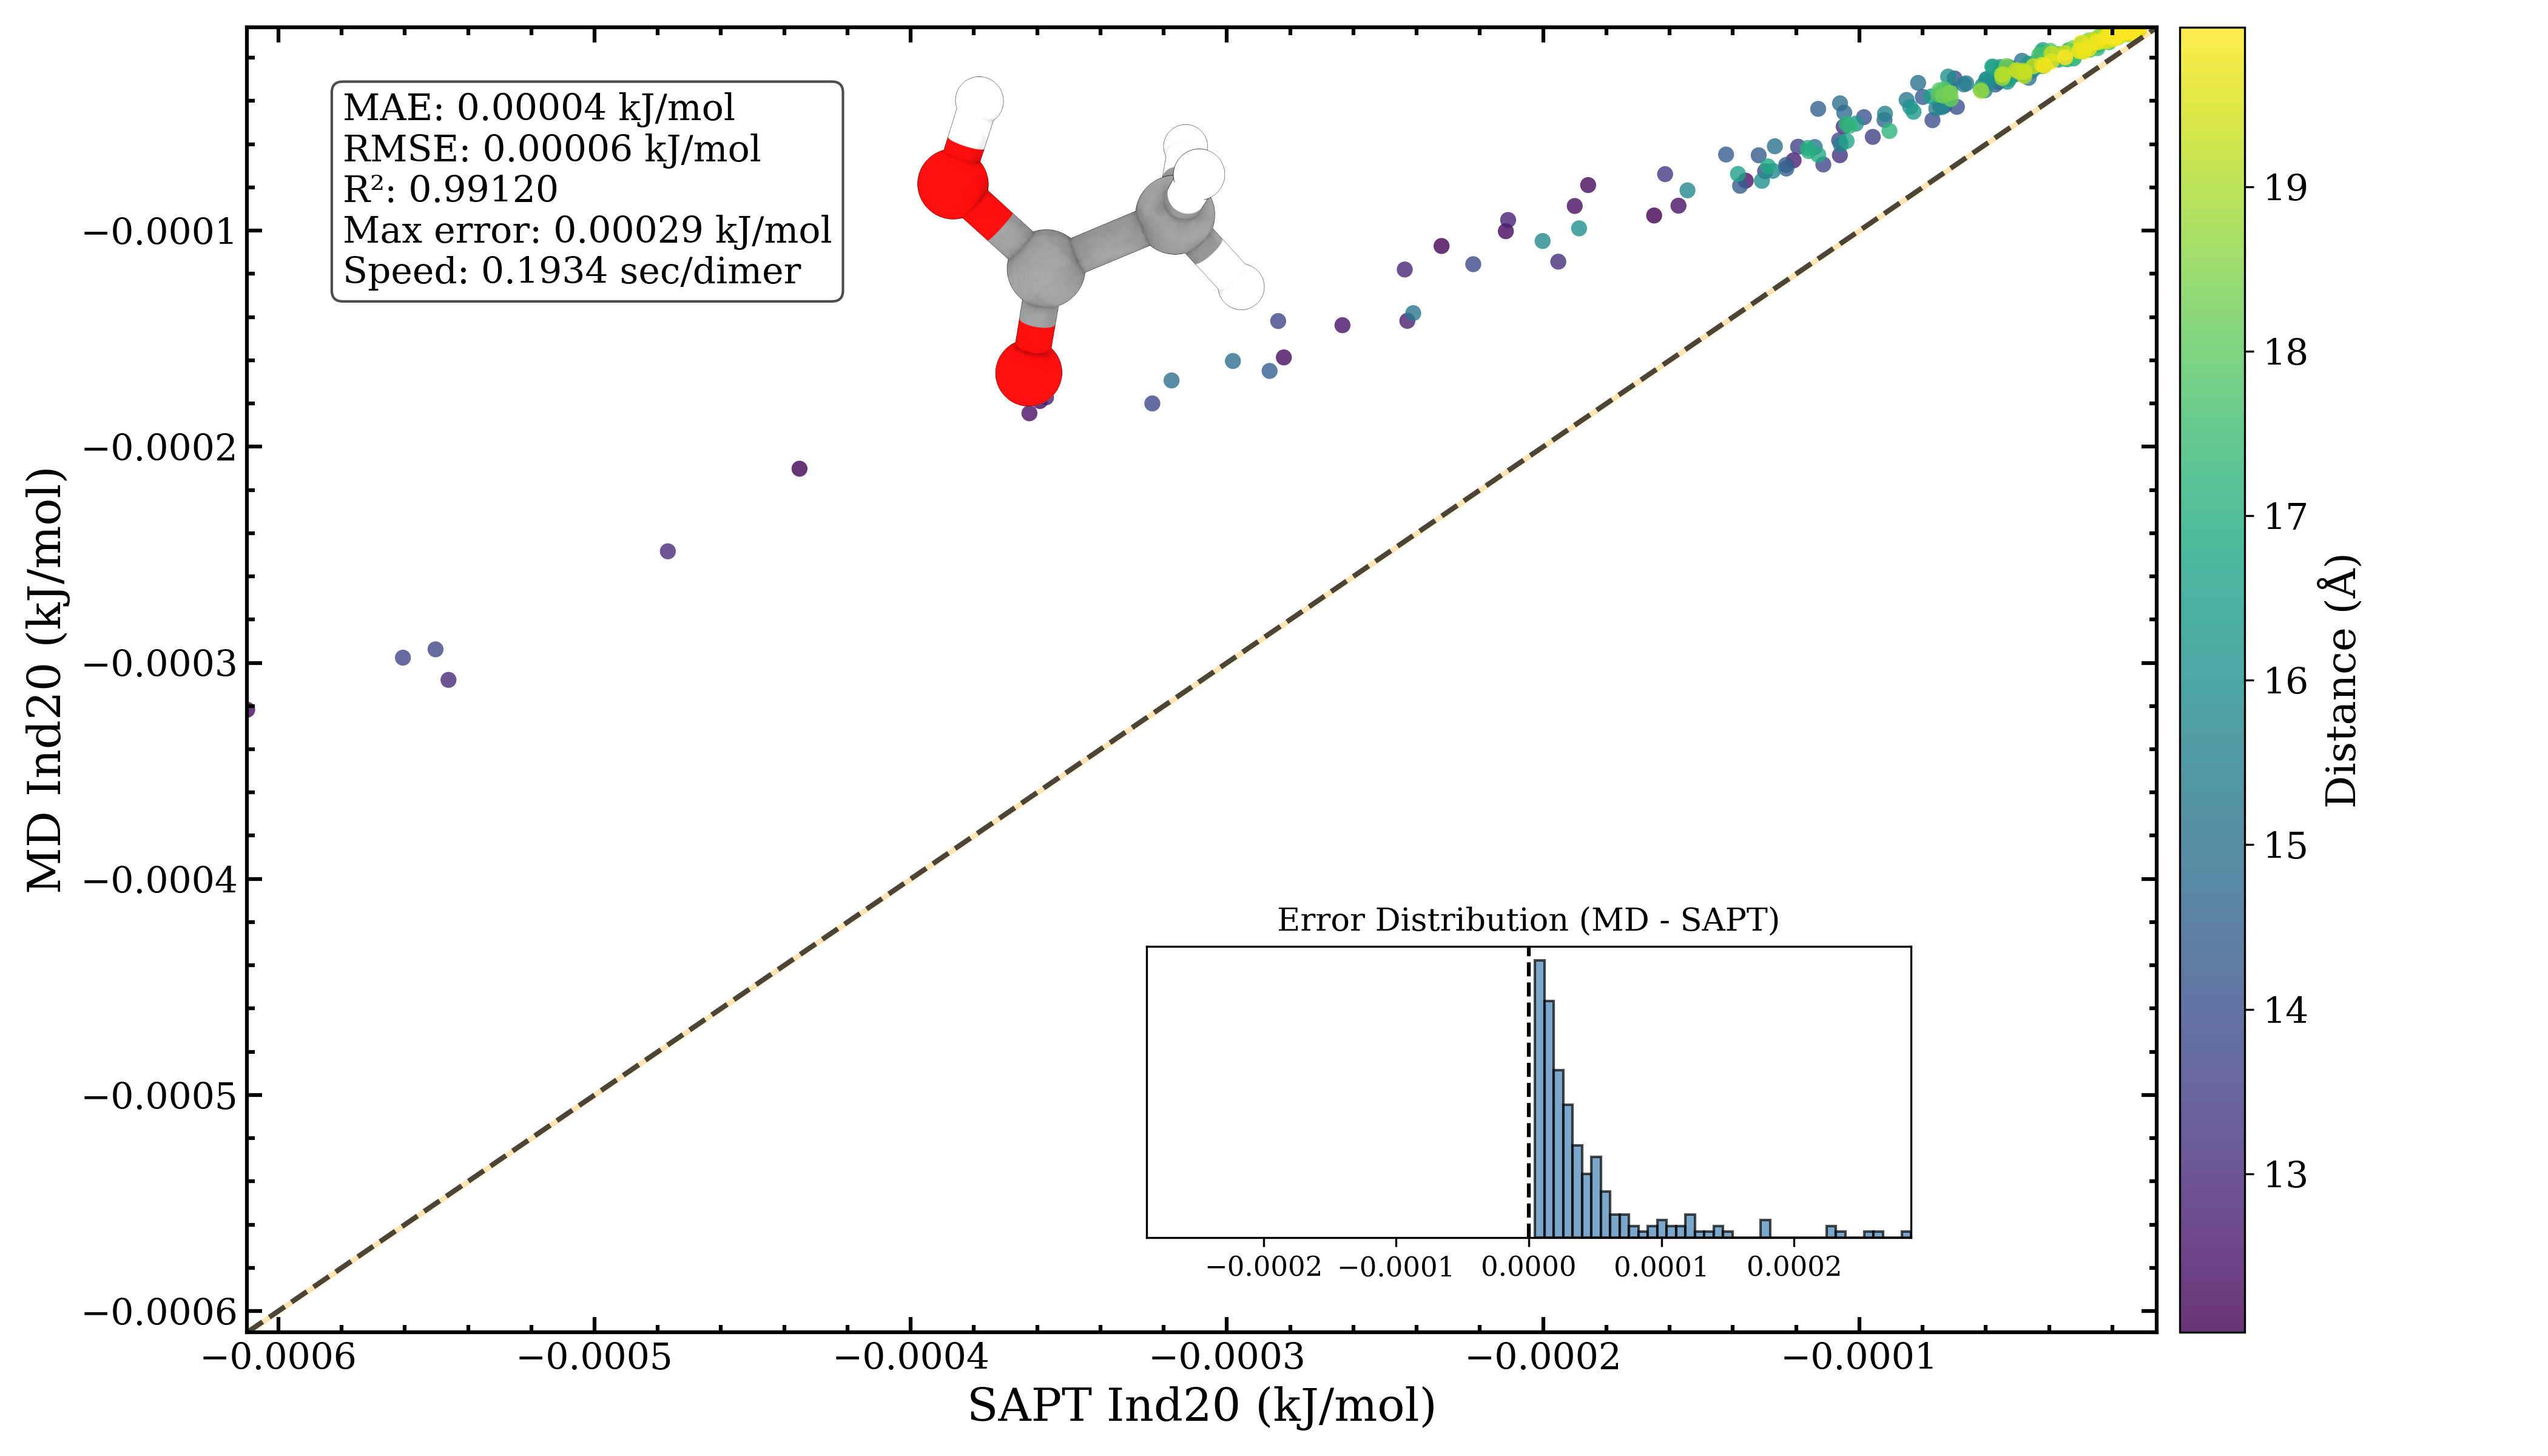 MAE: 0.00004 kJ/mol
RMSE: 0.00006 kJ/mol
R²: 0.99120
Max error: 0.00029 kJ/mol
Speed: 0.1934 sec/dimer
MD Ind20 (kJ/mol)
−0.0001
−0.0002
−0.0003
−0.0004
−0.0005
−0.0006
Error Distribution (MD - SAPT)
−0.0002 −0.0001 0.0000 0.0001 0.0002
−0.0006 −0.0005 −0.0004 −0.0003 −0.0002 −0.0001
SAPT Ind20 (kJ/mol)
19
18
17
16
15
14
13
Distance (Å)